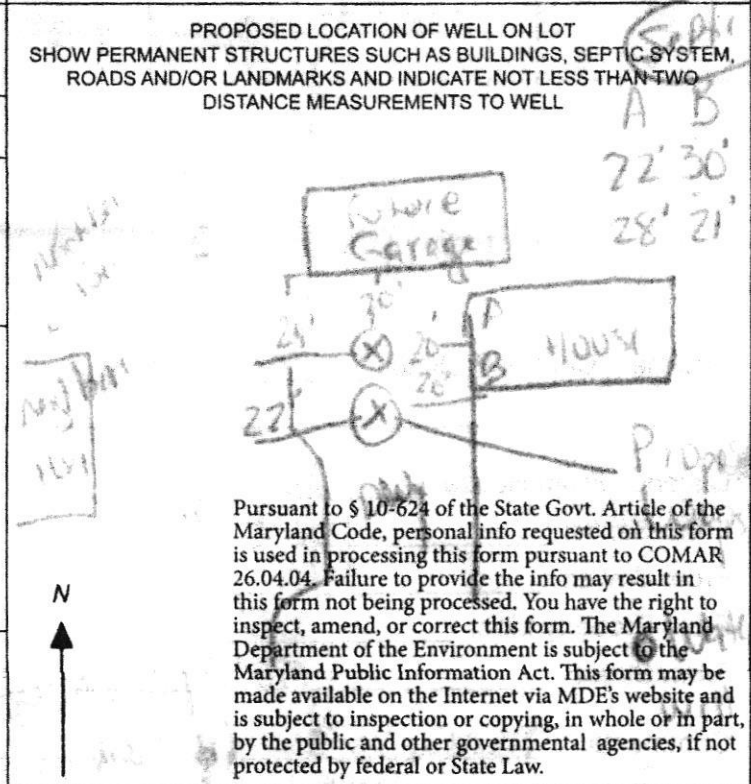 PROPOSED LOCATION OF WELL ON LOT
SHOW PERMANENT STRUCTURES SUCH AS BUILDINGS, SEPTIC SYSTEM,
ROADS AND/OR LANDMARKS AND INDICATE NOT LESS THAN TWO
DISTANCE MEASUREMENTS TO WELL
Septi
A B
22' 30'
28' 21'
Future
Garage
30'
20'
A
HOUSE
B
20'
22'
Pursuant to § 10-624 of the State Govt. Article of the
Maryland Code, personal info requested on this form
is used in processing this form pursuant to COMAR
26.04.04. Failure to provide the info may result in
this form not being processed. You have the right to
inspect, amend, or correct this form. The Maryland
Department of the Environment is subject to the
Maryland Public Information Act. This form may be
made available on the Internet via MDE's website and
is subject to inspection or copying, in whole or in part,
by the public and other governmental agencies, if not
protected by federal or State Law.
N